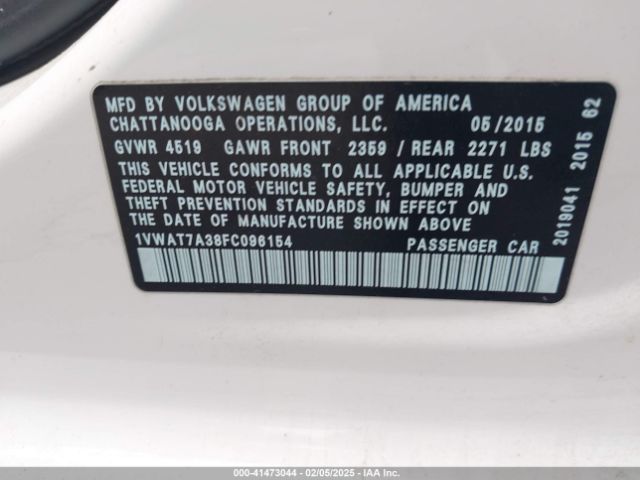 MFD BY VOLKSWAGEN GROUP OF AMERICA
CHATTANOOGA OPERATIONS, LLC. 05/2015
GVWR 4519 GAWR FRONT 2359 / REAR 2271 LBS
THIS VEHICLE CONFORMS TO ALL APPLICABLE U.S.
FEDERAL MOTOR VEHICLE SAFETY, BUMPER AND
THEFT PREVENTION STANDARDS IN EFFECT ON
THE DATE OF MANUFACTURE SHOWN ABOVE
1VWAT7A38FC096154 PASSENGER CAR
2019041 2015 62
000-41473044 - 02/05/2025 - IAAI.CA